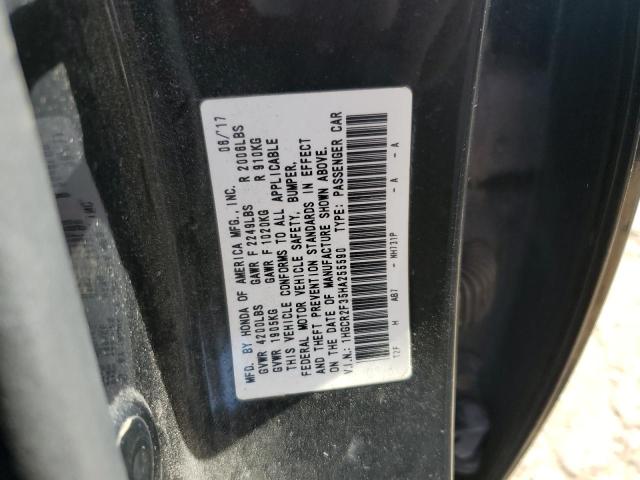 MFD. BY HONDA OF AMERICA MFG., INC. 06/17
GVWR 4200LBS GAWR F 2249LBS R 2006LBS
GVWR 1905KG GAWR F 1020KG R 910KG
THIS VEHICLE CONFORMS TO ALL APPLICABLE
FEDERAL MOTOR VEHICLE SAFETY, BUMPER,
AND THEFT PREVENTION STANDARDS IN EFFECT
ON THE DATE OF MANUFACTURE SHOWN ABOVE.
V.I.N.: 1HGCR2F35HA255590 TYPE: PASSENGER CAR
T2F H AB7 - NH731P - A - A